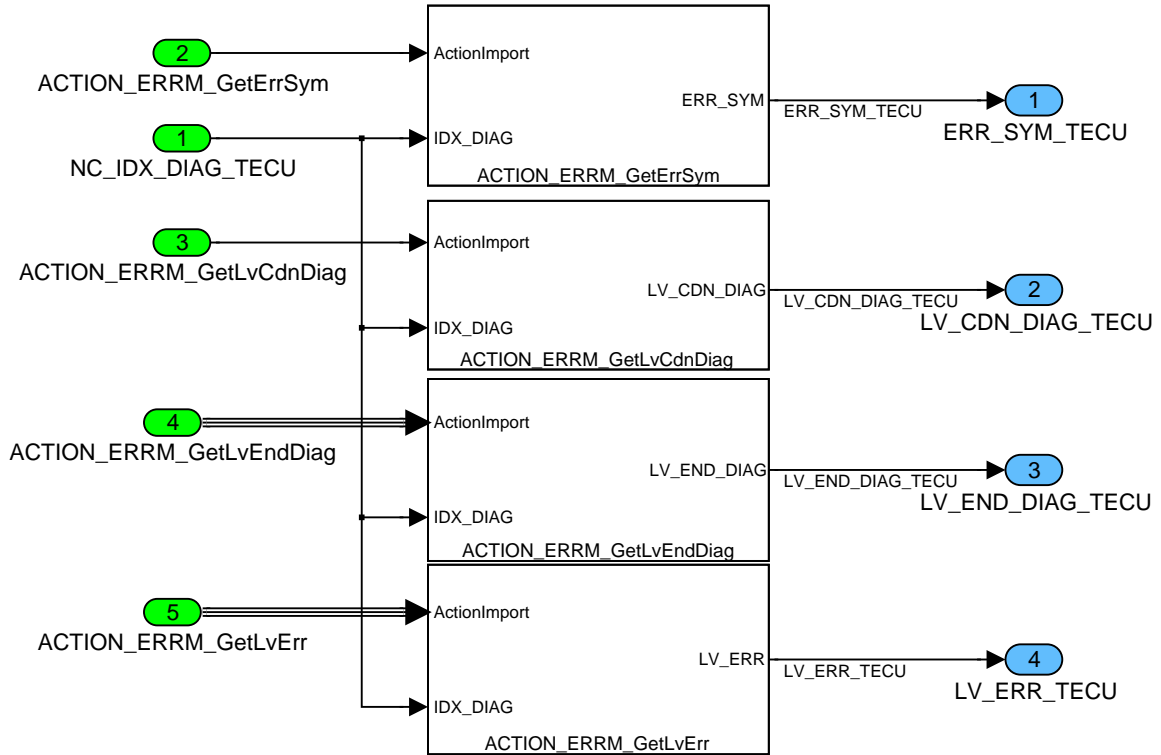 2
ACTION_ERRM_GetErrSym
1
NC_IDX_DIAG_TECU
ActionImport
IDX_DIAG
ERR_SYM
ACTION_ERRM_GetErrSym
ERR_SYM_TECU
1
ERR_SYM_TECU
3
ACTION_ERRM_GetLvCdnDiag
ActionImport
IDX_DIAG
LV_CDN_DIAG
ACTION_ERRM_GetLvCdnDiag
LV_CDN_DIAG_TECU
2
LV_CDN_DIAG_TECU
4
ACTION_ERRM_GetLvEndDiag
ActionImport
IDX_DIAG
LV_END_DIAG
ACTION_ERRM_GetLvEndDiag
LV_END_DIAG_TECU
3
LV_END_DIAG_TECU
5
ACTION_ERRM_GetLvErr
ActionImport
IDX_DIAG
LV_ERR
ACTION_ERRM_GetLvErr
LV_ERR_TECU
4
LV_ERR_TECU